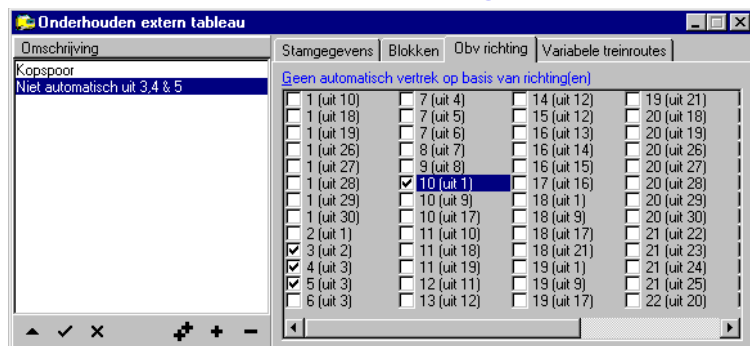 Onderhouden extern tableau
Omschrijving
Kopspoor
Niet automatisch uit 3,4 & 5
Stamgegevens Blokken Obv richting Variabele treinroutes
Geen automatisch vertrek op basis van richting(en)
1 (uit 10) 7 (uit 4) 14 (uit 12) 19 (uit 21)
1 (uit 18) 7 (uit 5) 15 (uit 12) 20 (uit 18)
1 (uit 19) 7 (uit 6) 16 (uit 13) 20 (uit 19)
1 (uit 26) 8 (uit 7) 16 (uit 14) 20 (uit 26)
1 (uit 27) 9 (uit 8) 16 (uit 15) 20 (uit 27)
1 (uit 28) 10 (uit 1) 17 (uit 16) 20 (uit 28)
1 (uit 29) 10 (uit 9) 18 (uit 1) 20 (uit 29)
1 (uit 30) 10 (uit 17) 18 (uit 9) 20 (uit 30)
2 (uit 1) 11 (uit 10) 18 (uit 17) 21 (uit 22)
3 (uit 2) 11 (uit 18) 18 (uit 21) 21 (uit 23)
4 (uit 3) 11 (uit 19) 19 (uit 1) 21 (uit 24)
5 (uit 3) 12 (uit 11) 19 (uit 9) 21 (uit 25)
6 (uit 3) 13 (uit 12) 19 (uit 17) 22 (uit 20)